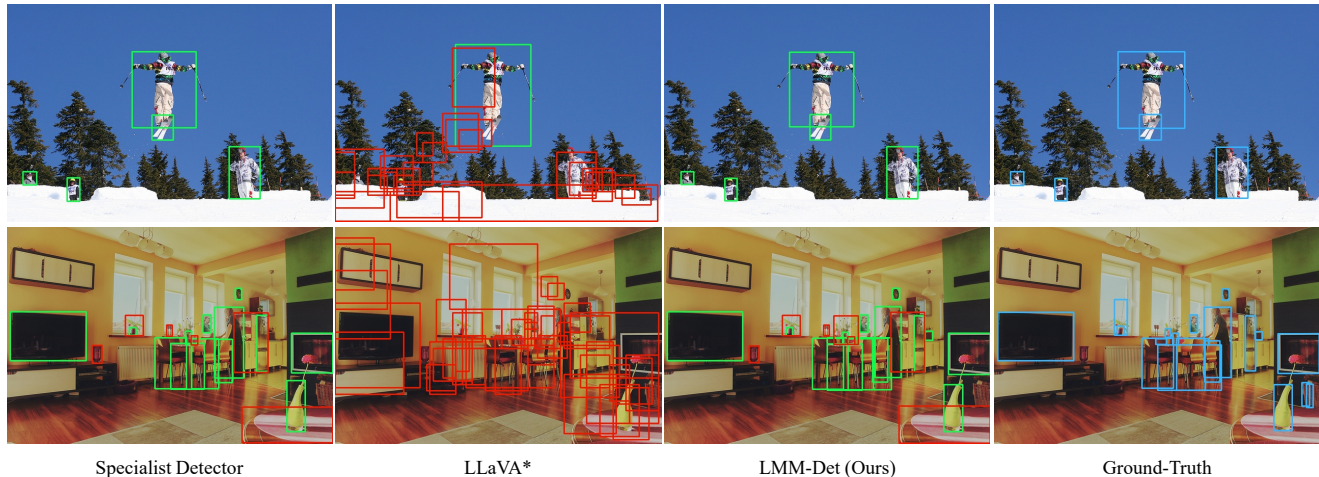 Specialist Detector
LLaVA*
LMM-Det (Ours)
Ground-Truth